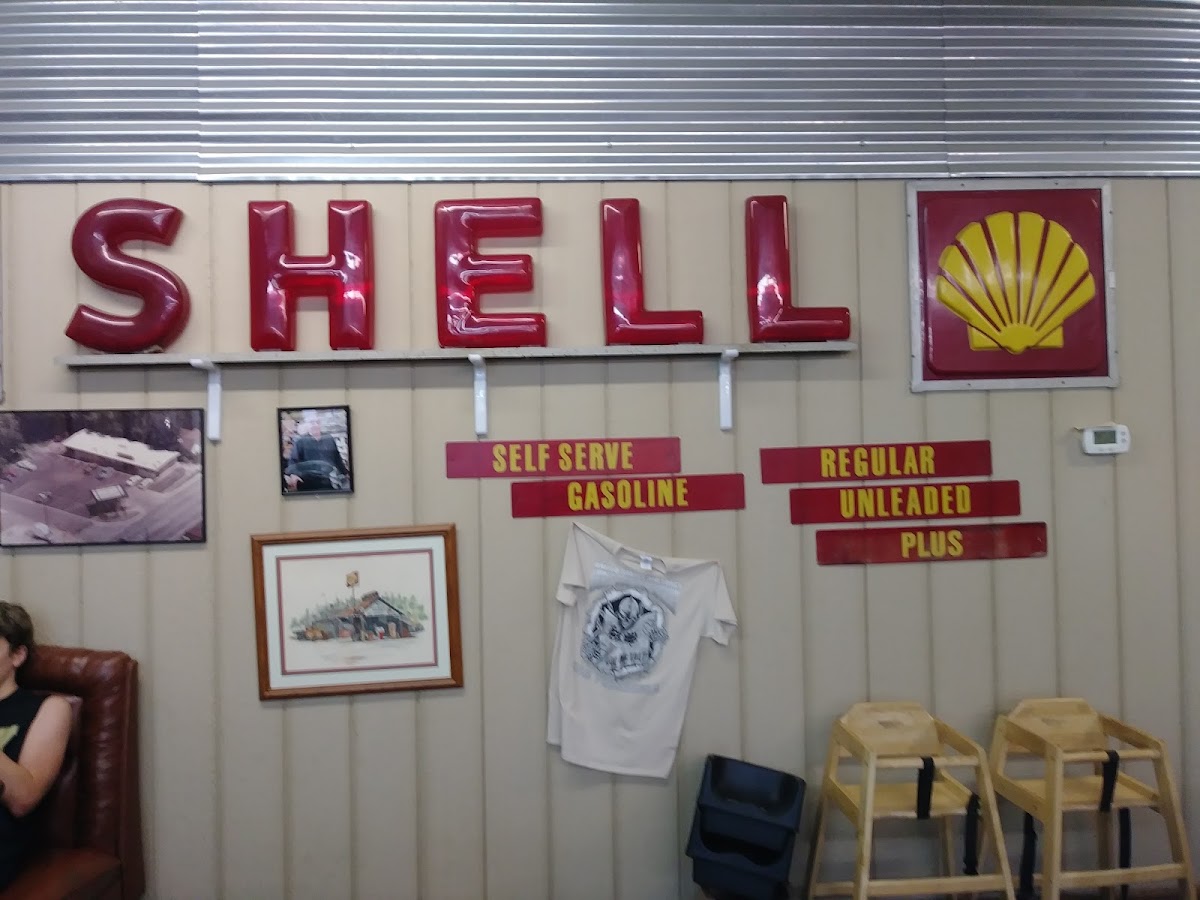 SHELL
SELF SERVE
GASOLINE
REGULAR
UNLEADED
PLUS